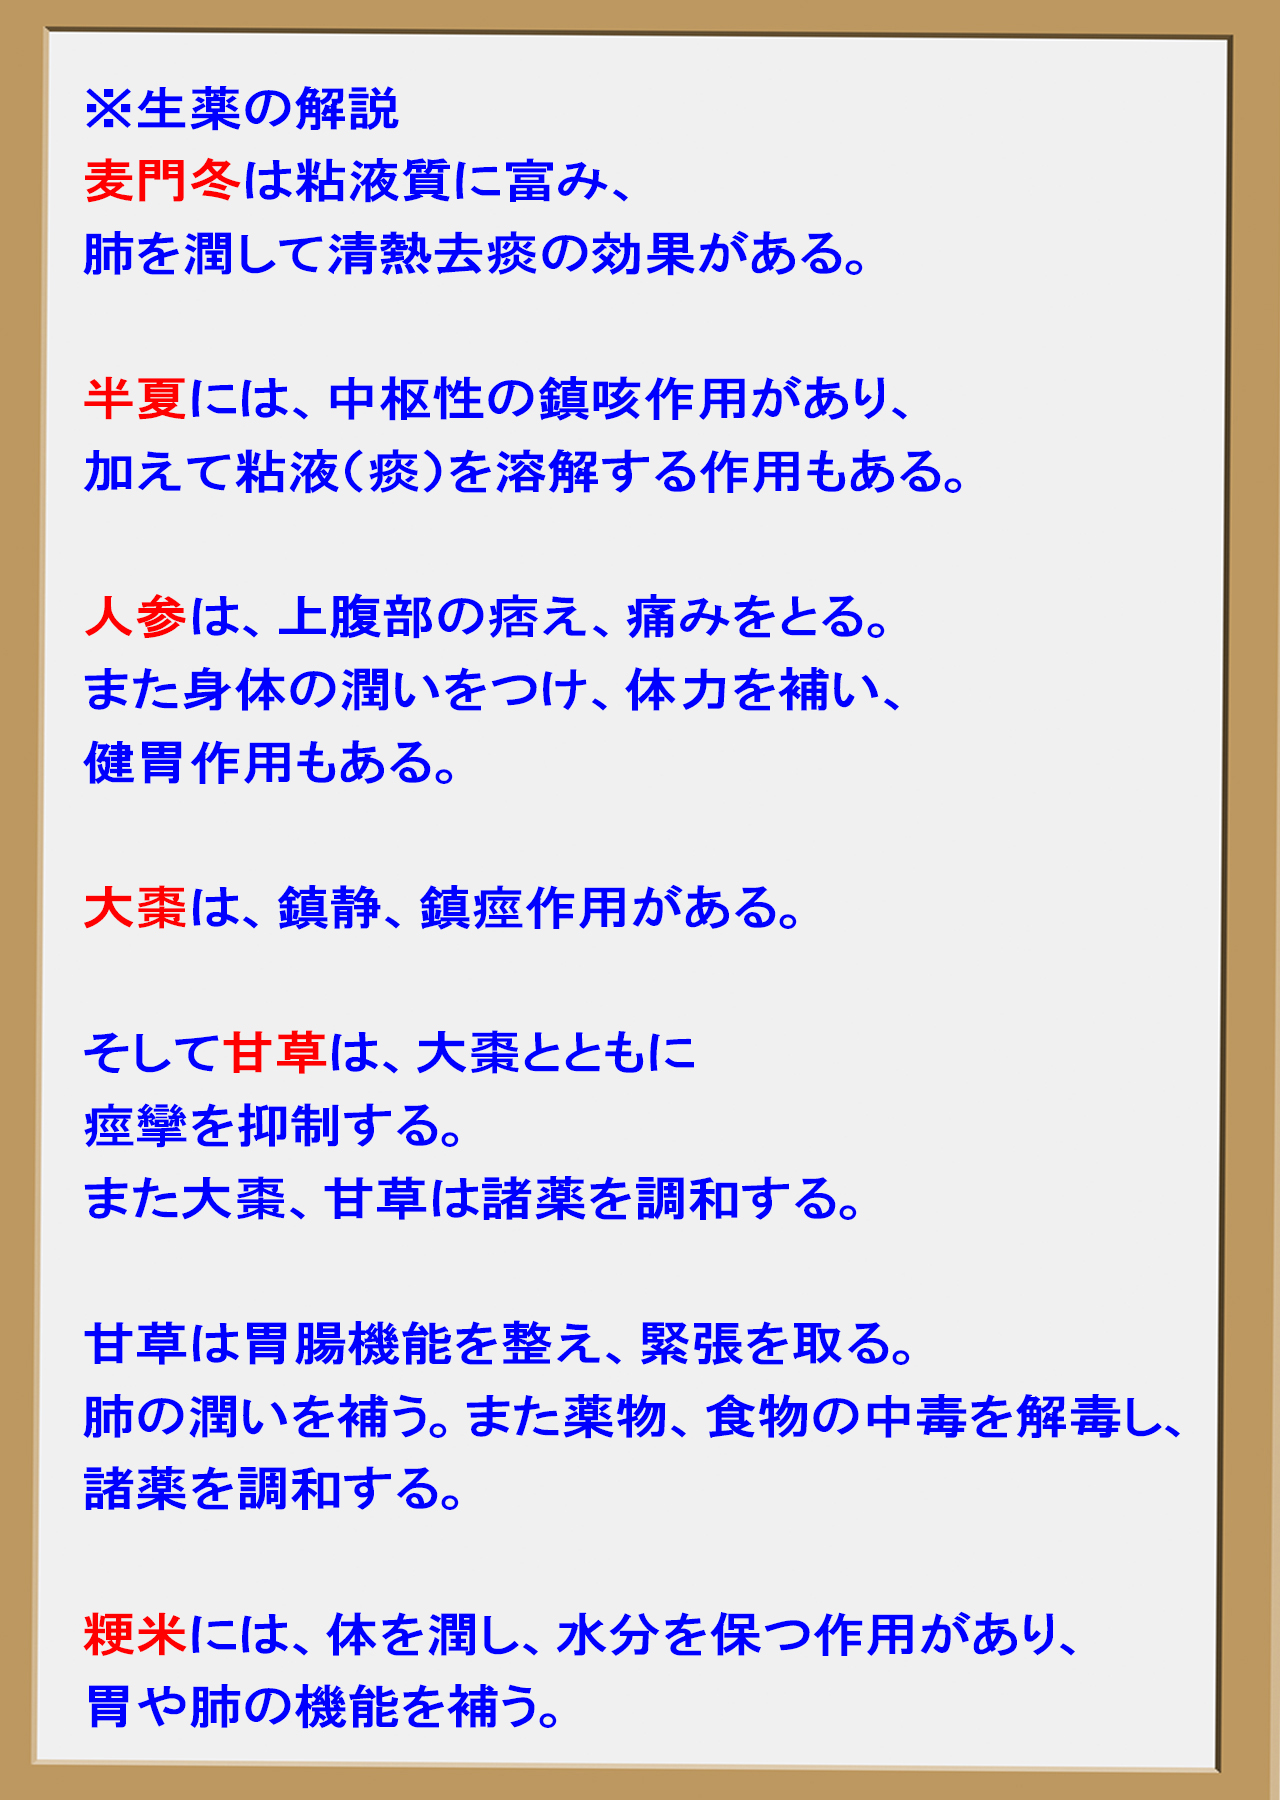 ※生薬の解説
麦門冬は粘液質に富み、
肺を潤して清熱去痰の効果がある。
半夏には、中枢性の鎮咳作用があり、
加えて粘液（痰）を溶解する作用もある。
人参は、上腹部の痞え、痛みをとる。
また身体の潤いをつけ、体力を補い、
健胃作用もある。
大棗は、鎮静、鎮痙作用がある。
そして甘草は、大棗とともに
痙攣を抑制する。
また大棗、甘草は諸薬を調和する。
甘草は胃腸機能を整え、緊張を取る。
肺の潤いを補う。また薬物、食物の中毒を解毒し、
諸薬を調和する。
粳米には、体を潤し、水分を保つ作用があり、
胃や肺の機能を補う。